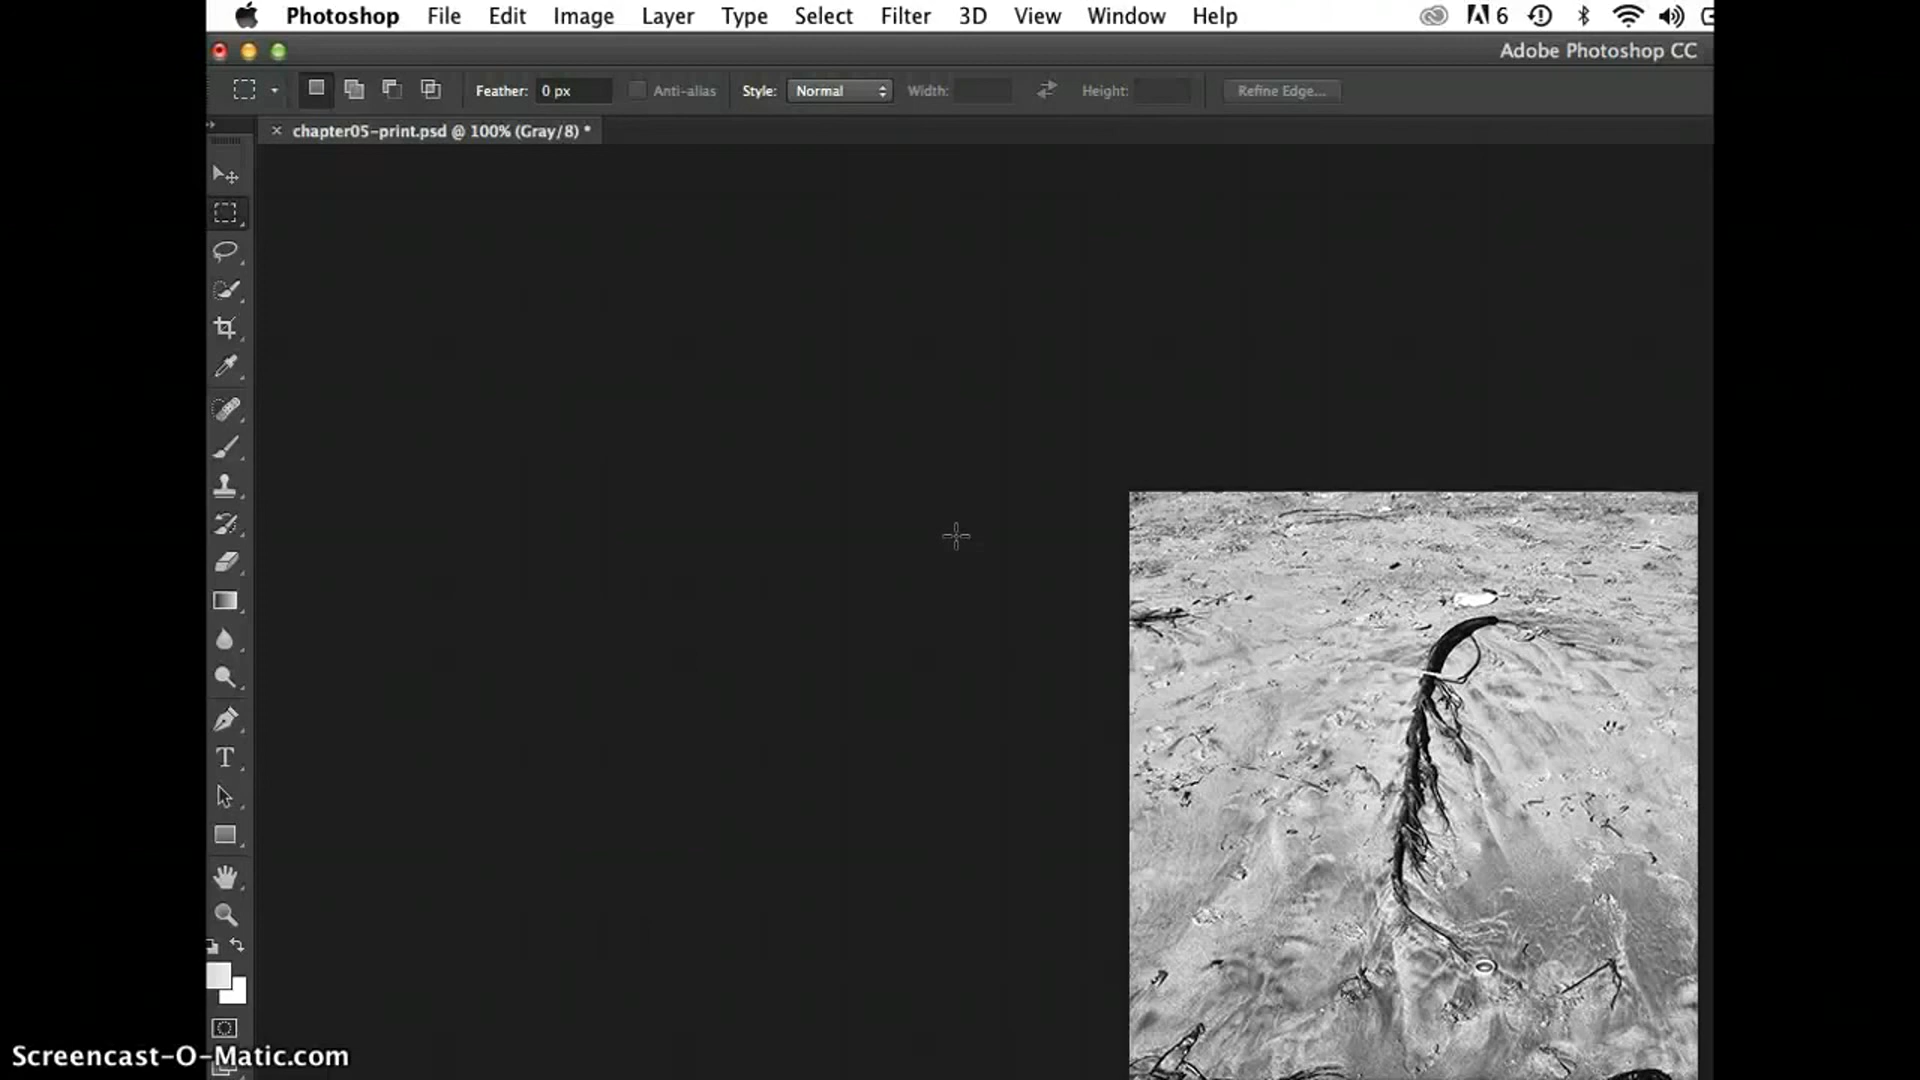 Photoshop File Edit Image Layer Type Select Filter 3D View Window Help 6
Adobe Photoshop CC
Feather: 0 px Anti-alias Style: Normal Width: Height: Refine Edge...
× chapter05-print.psd @ 100% (Gray/8) *
T
Screencast-O-Matic.com